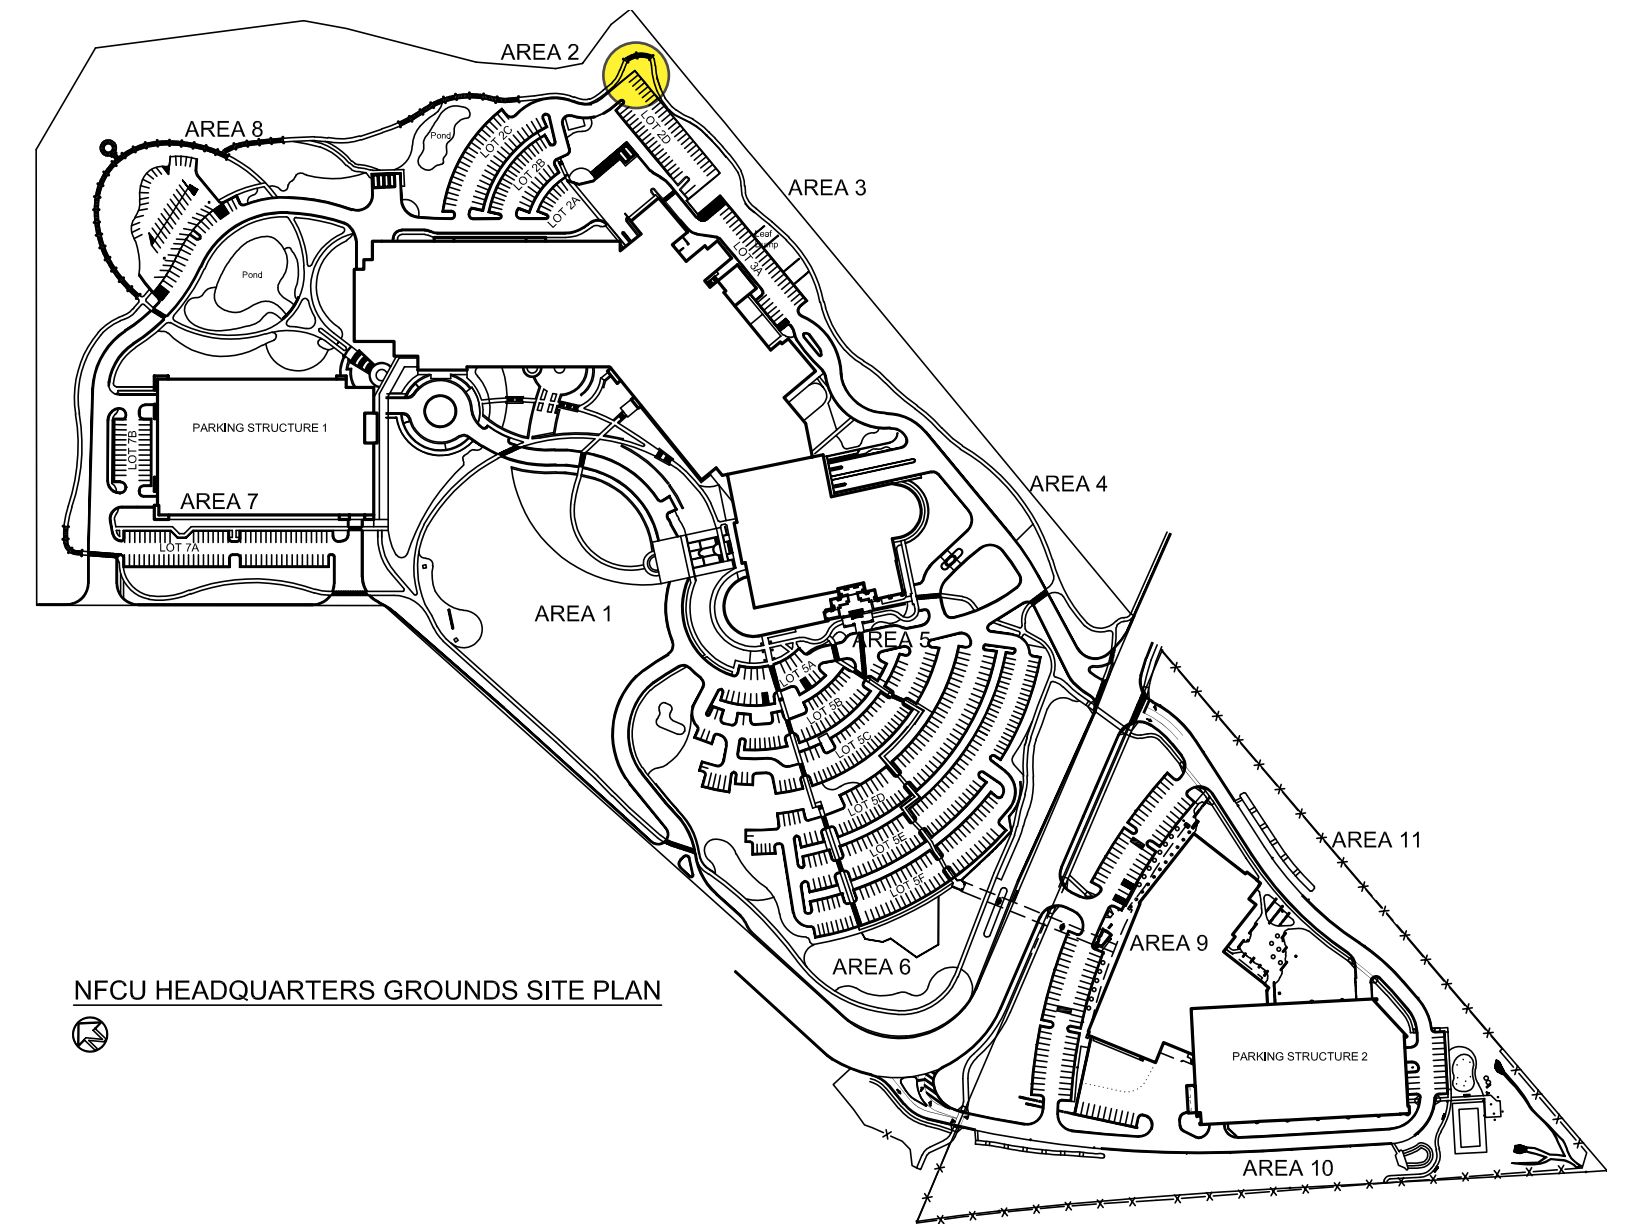 AREA 2
AREA 8
Pond
LOT 2C
LOT 2B
LOT 2A
LOT 2D
AREA 3
Leaf
LOT 3A
Pond
PARKING STRUCTURE 1
LOT 7B
AREA 7
LOT 7A
AREA 4
AREA 1
AREA 5
LOT 5A
LOT 5B
LOT 5C
LOT 5D
LOT 5E
LOT 5F
AREA 6
AREA 11
AREA 9
NFCU HEADQUARTERS GROUNDS SITE PLAN
PARKING STRUCTURE 2
AREA 10